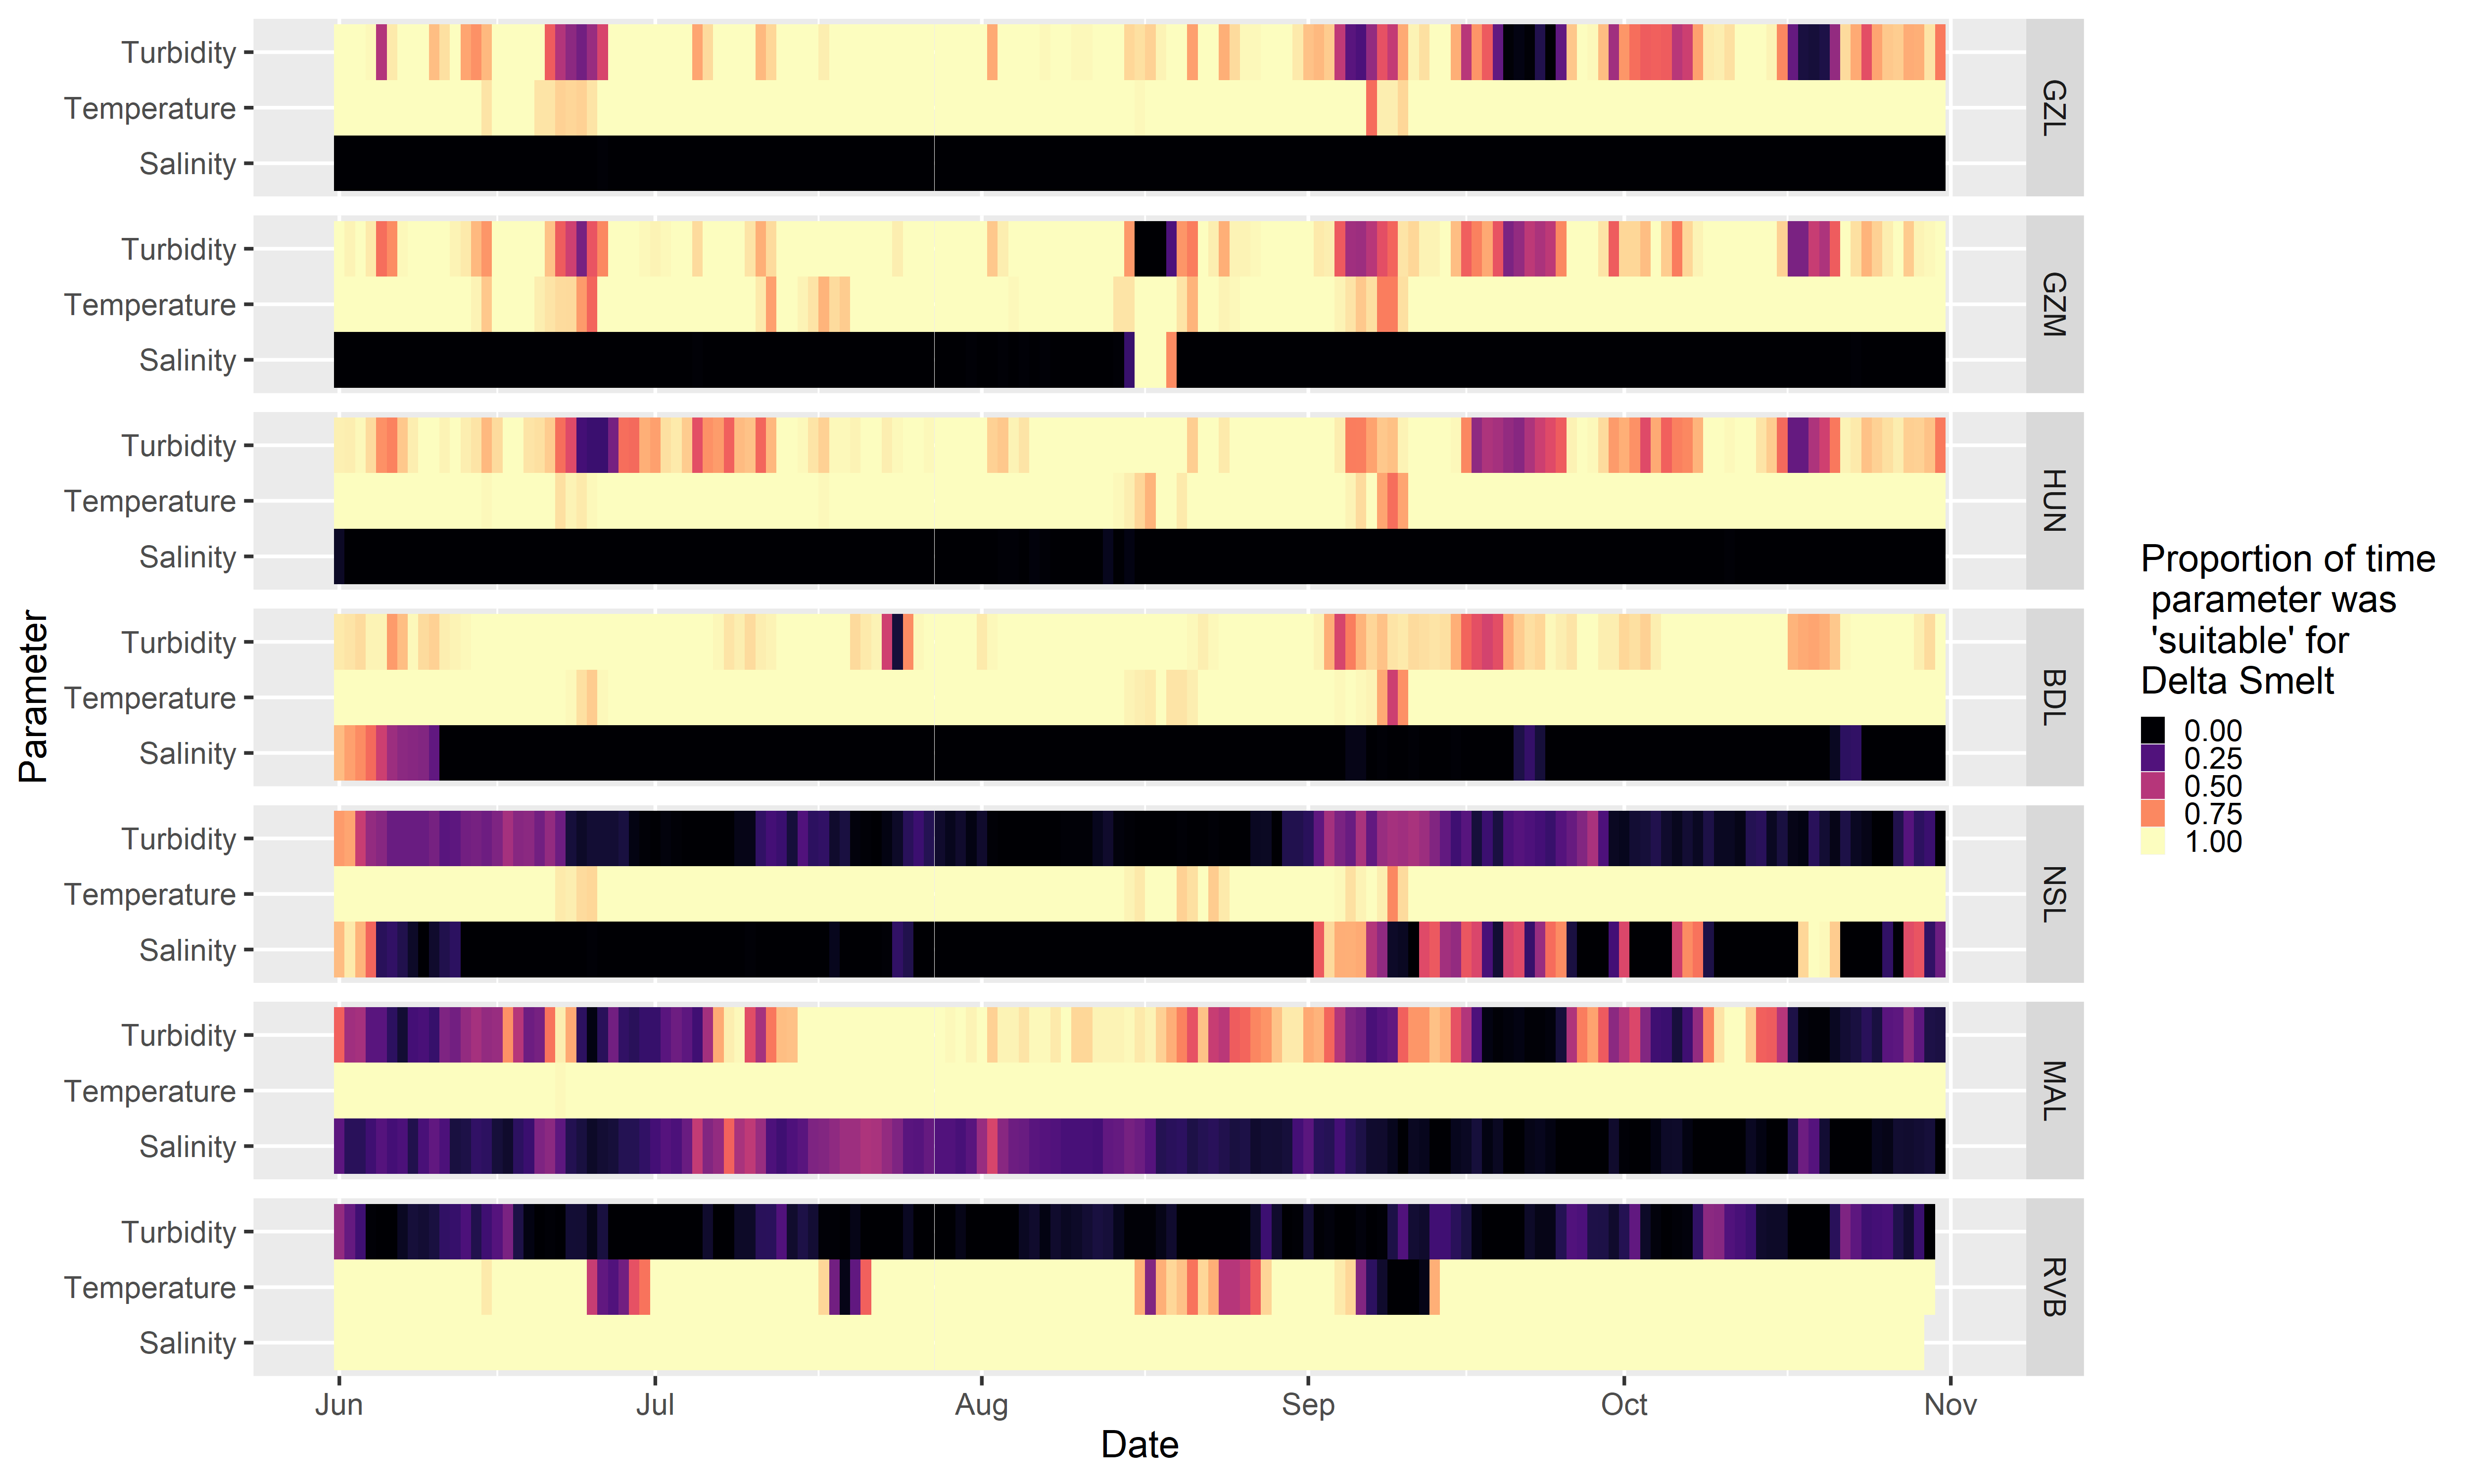 Turbidity
Temperature
Salinity
GZL
Turbidity
Temperature
Salinity
GZM
Turbidity
Temperature
Salinity
HUN
Turbidity
Temperature
Salinity
BDL
Turbidity
Temperature
Salinity
NSL
Turbidity
Temperature
Salinity
MAL
Turbidity
Temperature
Salinity
RVB
Parameter
Jun Jul Aug Sep Oct Nov
Date
Proportion of time
parameter was
'suitable' for
Delta Smelt
0.00
0.25
0.50
0.75
1.00